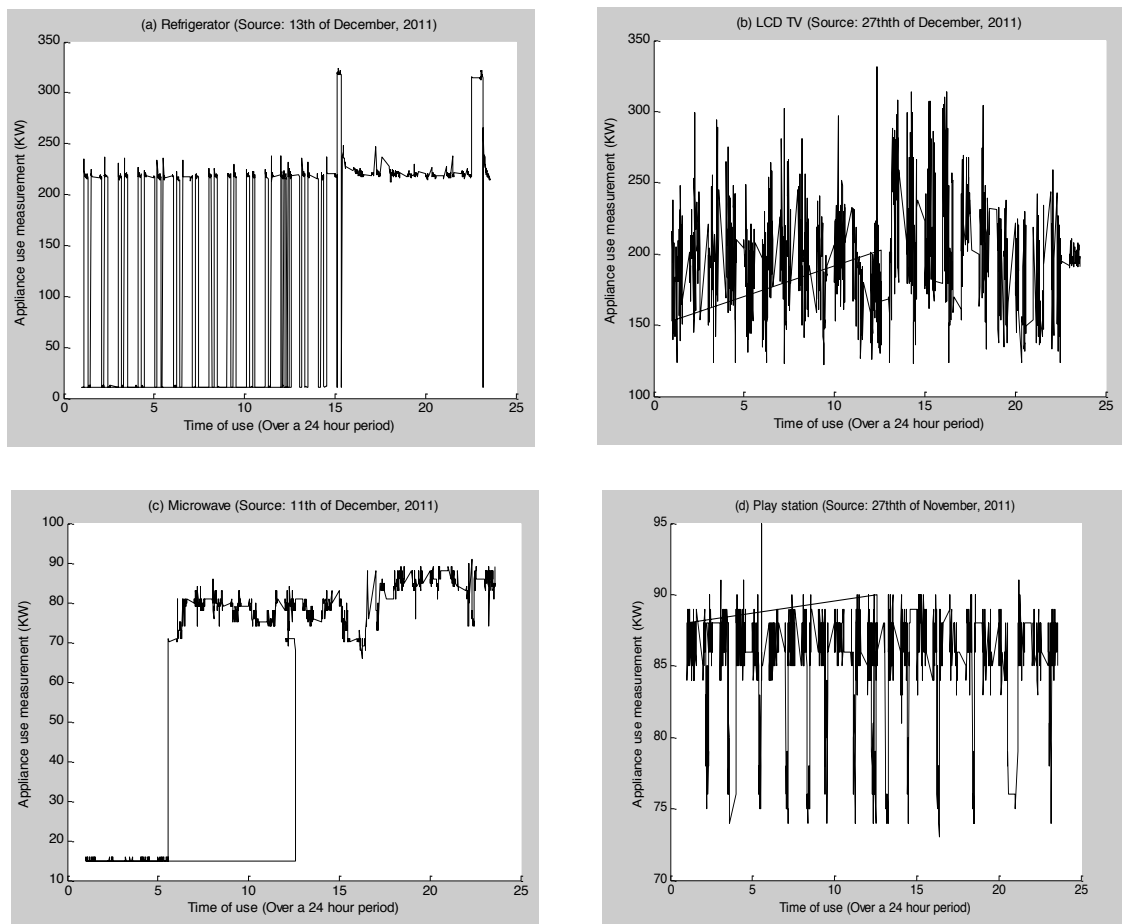 (a) Refrigerator (Source: 13th of December, 2011)
350
300
250
200
150
100
50
0
Appliance use measurement (KW)
0 5 10 15 20 25
Time of use (Over a 24 hour period)
(b) LCD TV (Source: 27thth of December, 2011)
350
300
250
200
150
100
Appliance use measurement (KW)
0 5 10 15 20 25
Time of use (Over a 24 hour period)
(c) Microwave (Source: 11th of December, 2011)
100
90
80
70
60
50
40
30
20
10
Appliance use measurement (KW)
0 5 10 15 20 25
Time of use (Over a 24 hour period)
(d) Play station (Source: 27thth of November, 2011)
95
90
85
80
75
70
Appliance use measurement (KW)
0 5 10 15 20 25
Time of use (Over a 24 hour period)